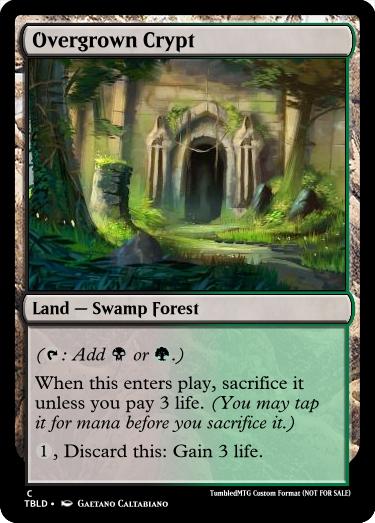 Overgrown Crypt
Land — Swamp Forest
(T: Add B or G.)
When this enters play, sacrifice it
unless you pay 3 life. (You may tap
it for mana before you sacrifice it.)
1, Discard this: Gain 3 life.
C
TBLD • Gaetano Caltabiano
TumbledMTG Custom Format (NOT FOR SALE)